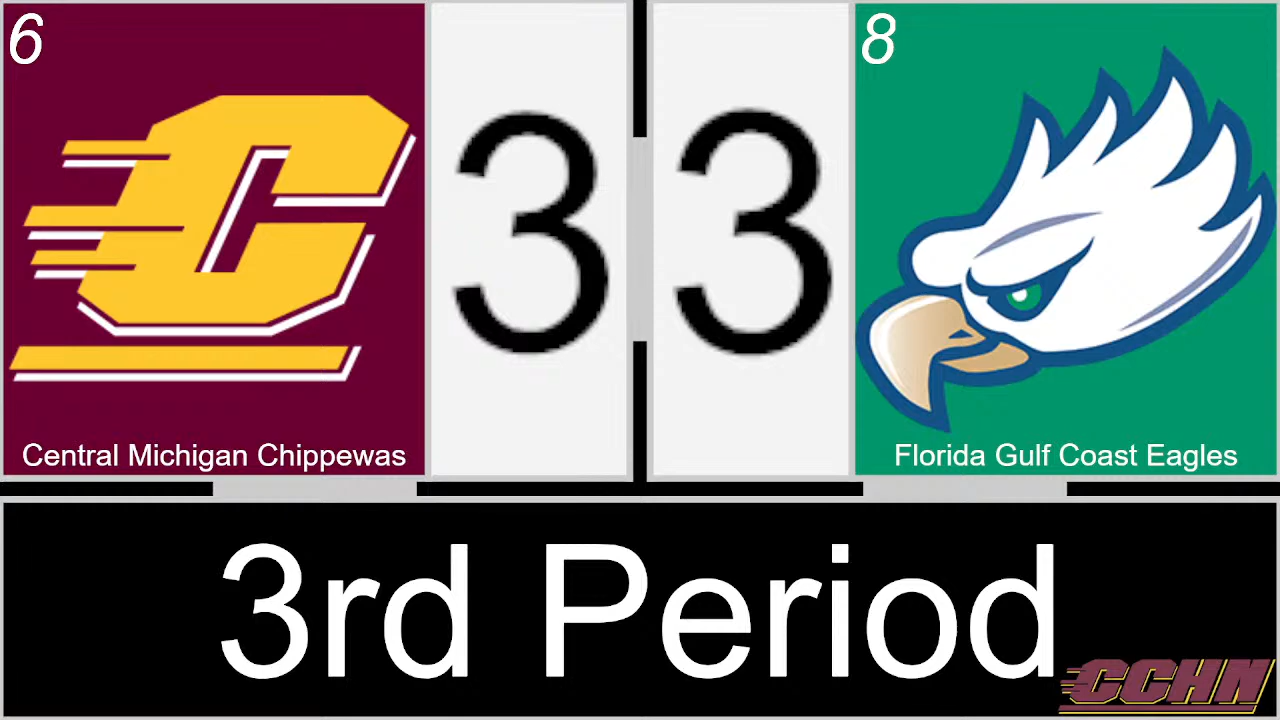 6
8
C
3
3
Central Michigan Chippewas
Florida Gulf Coast Eagles
3rd Period
CCHN